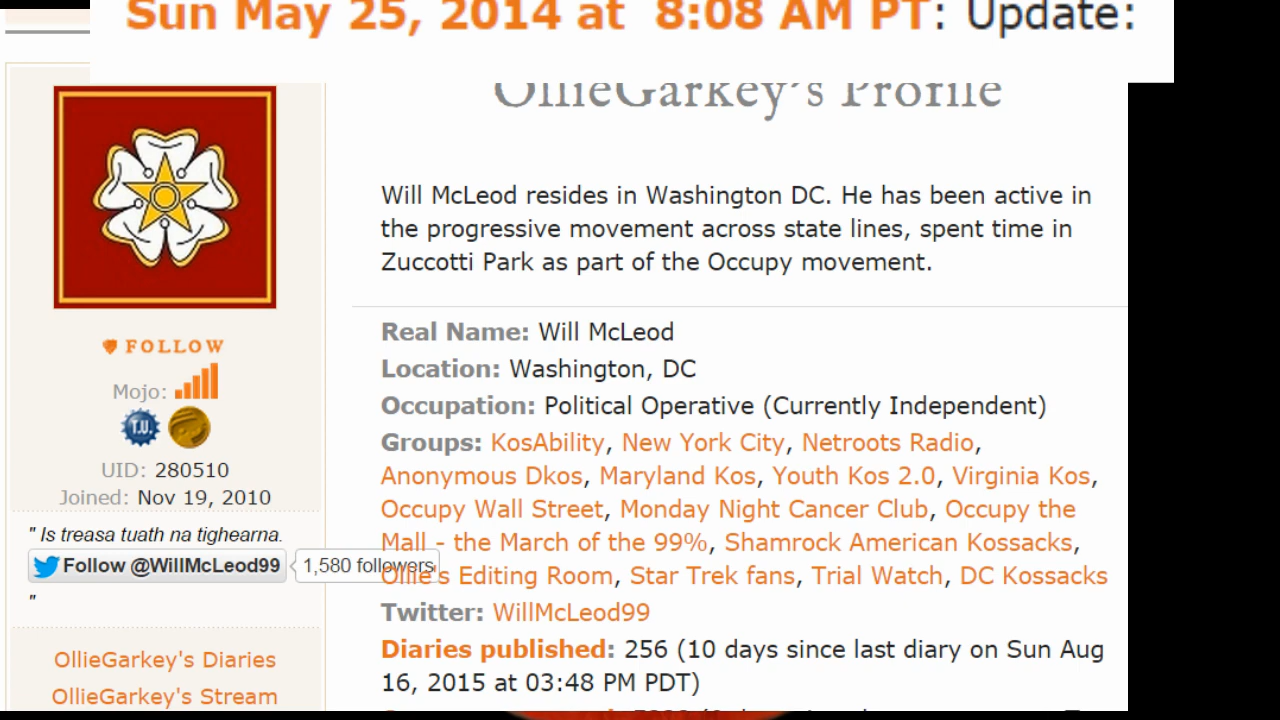 Sun May 25, 2014 at 8:08 AM PT: Update:
OllieGarkey's Profile
Will McLeod resides in Washington DC. He has been active in
the progressive movement across state lines, spent time in
Zuccotti Park as part of the Occupy movement.
Real Name: Will McLeod
Location: Washington, DC
Occupation: Political Operative (Currently Independent)
Groups: KosAbility, New York City, Netroots Radio,
Anonymous Dkos, Maryland Kos, Youth Kos 2.0, Virginia Kos,
Occupy Wall Street, Monday Night Cancer Club, Occupy the
Mall - the March of the 99%, Shamrock American Kossacks,
Ollie's Editing Room, Star Trek fans, Trial Watch, DC Kossacks
Twitter: WillMcLeod99
Diaries published: 256 (10 days since last diary on Sun Aug
16, 2015 at 03:48 PM PDT)
FOLLOW
Mojo:
T.U.
UID: 280510
Joined: Nov 19, 2010
" Is treasa tuath na tighearna.
Follow @WillMcLeod99 1,580 followers
"
OllieGarkey's Diaries
OllieGarkey's Stream